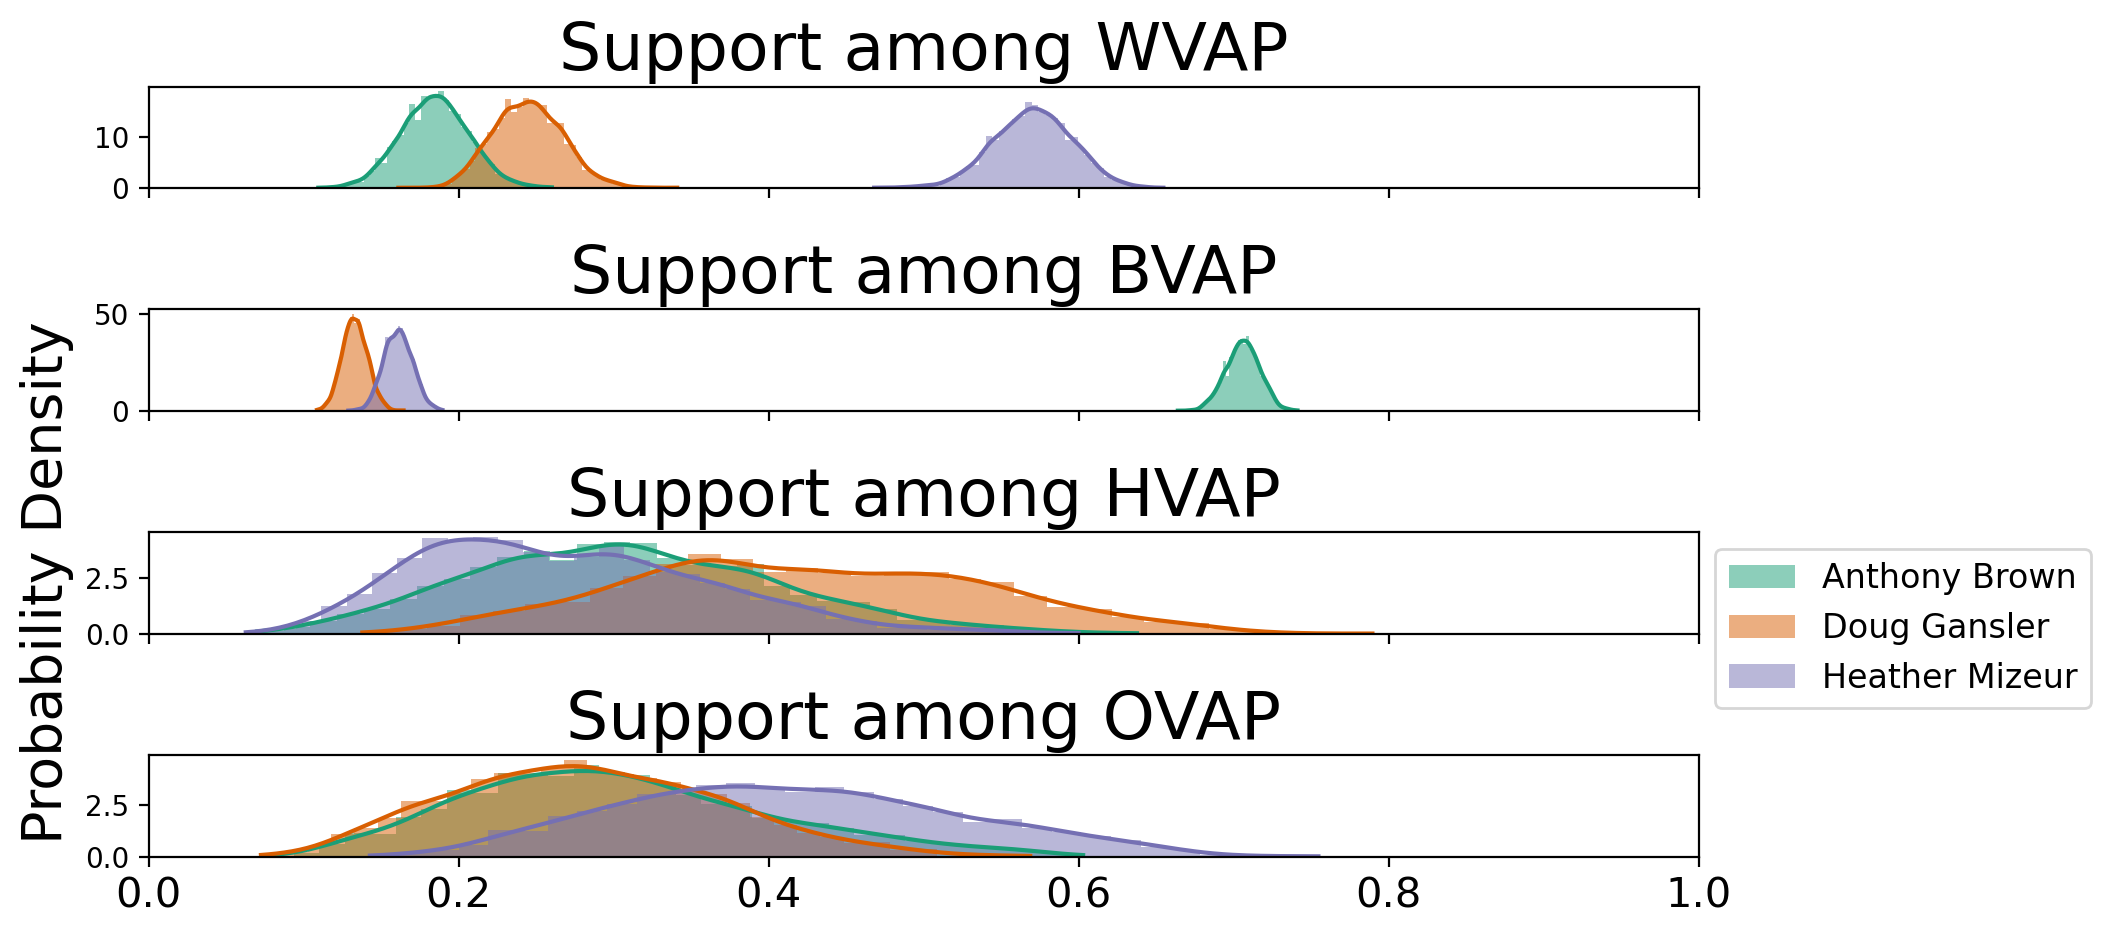 Support among WVAP
10
0
Support among BVAP
50
0
Support among HVAP
2.5
0.0
Support among OVAP
2.5
0.0
0.0 0.2 0.4 0.6 0.8 1.0
Probability Density
Anthony Brown
Doug Gansler
Heather Mizeur